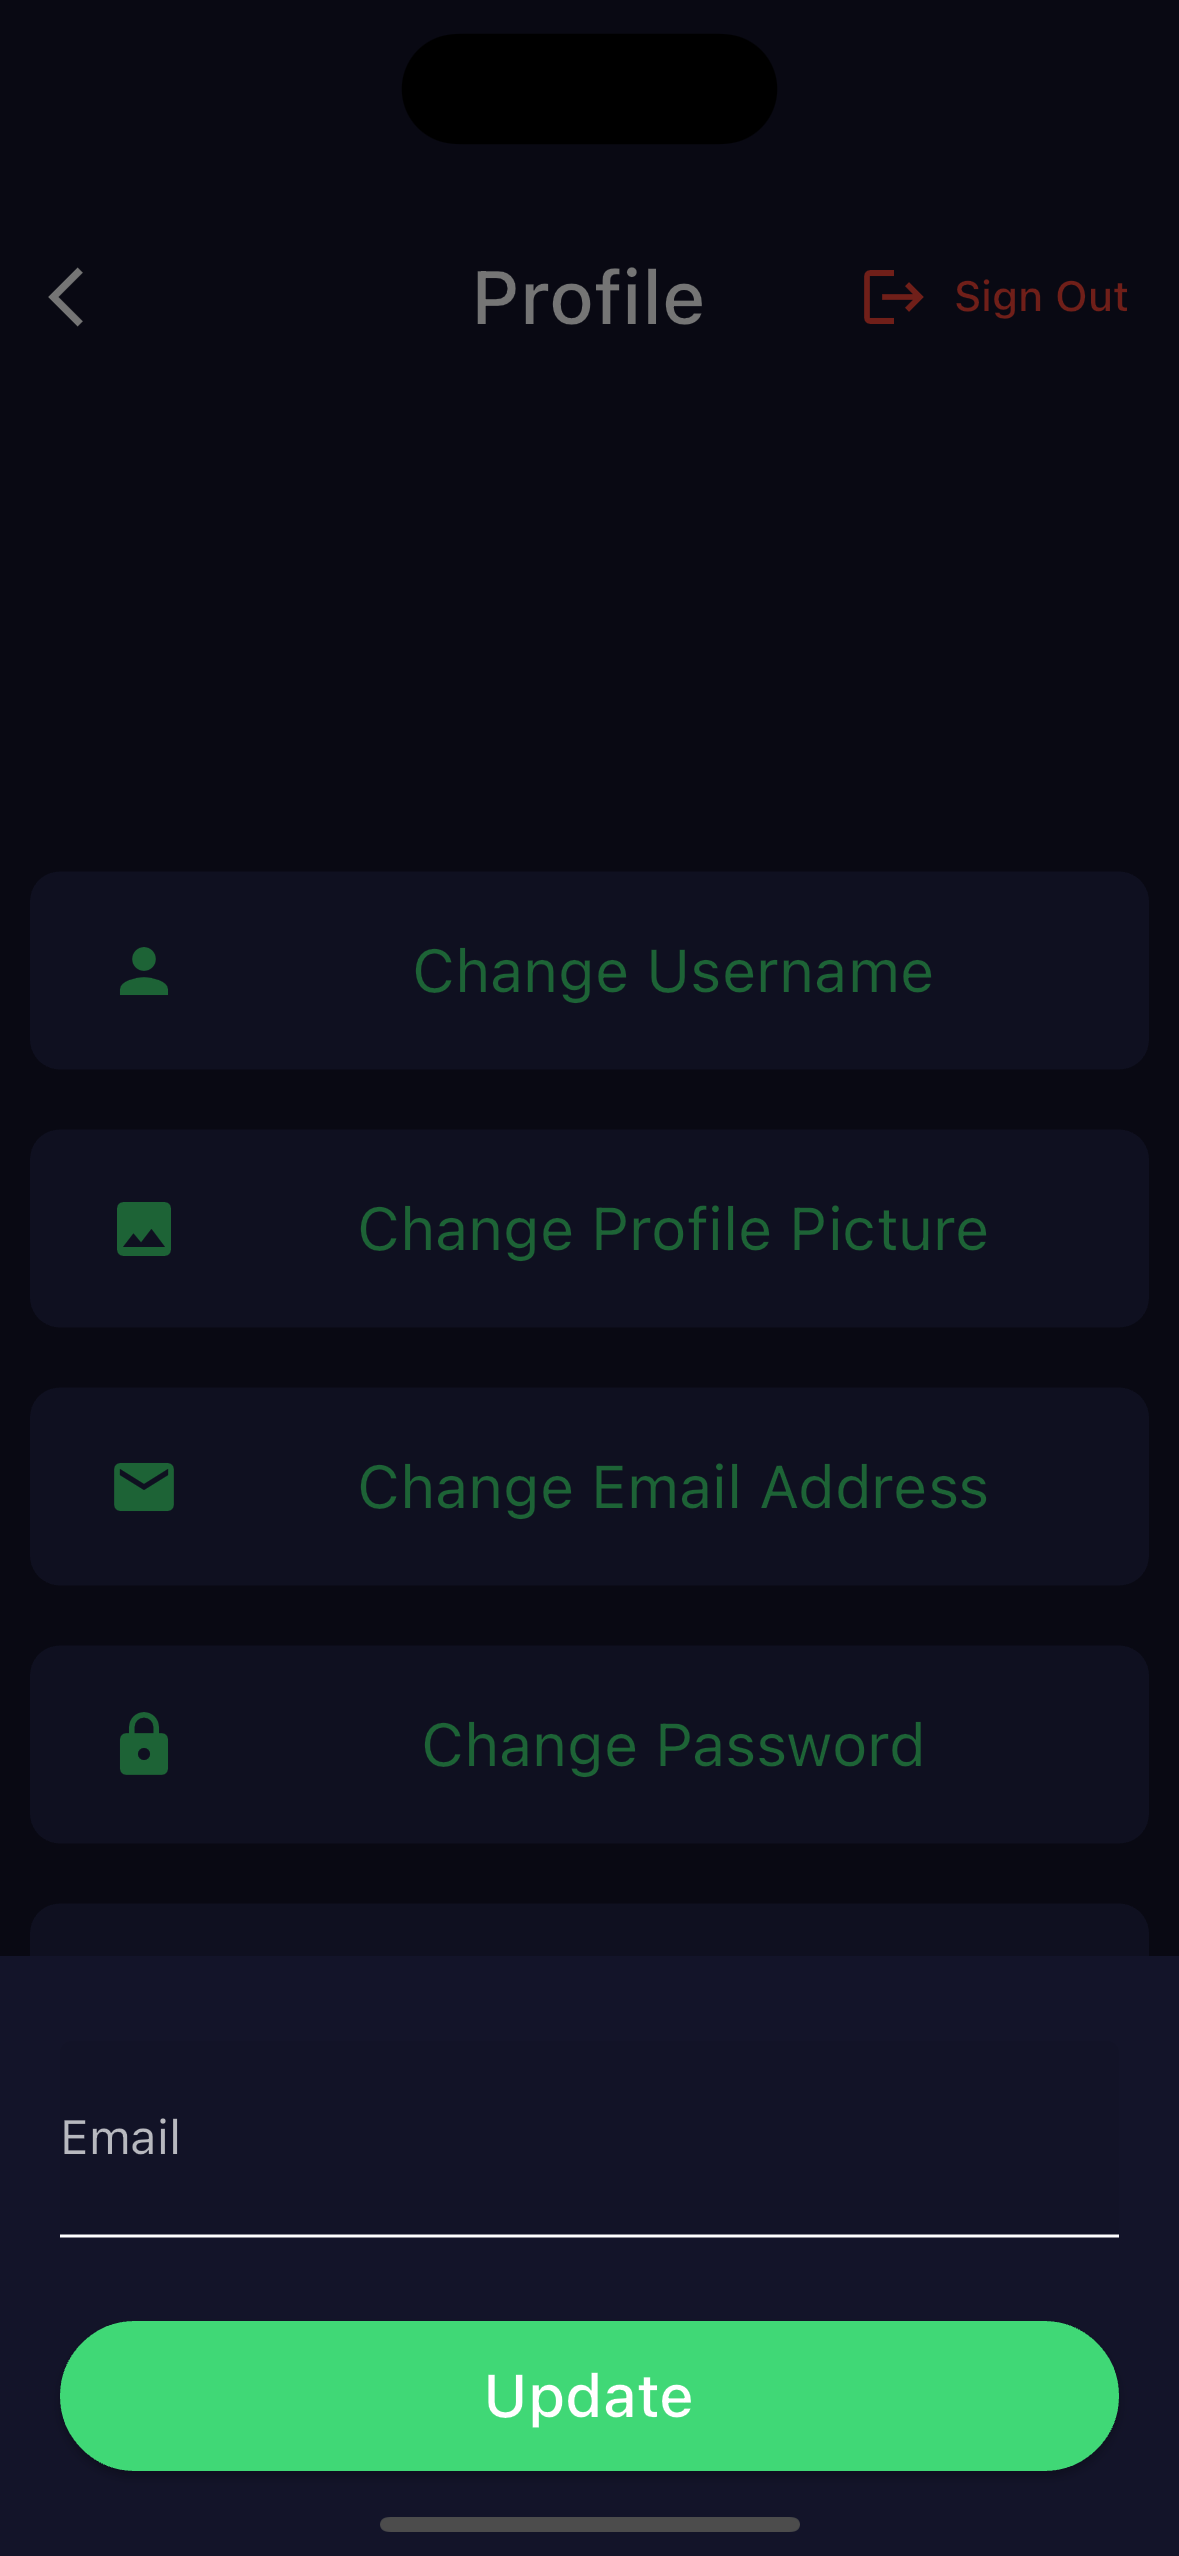 Profile
Sign Out
Change Username
Change Profile Picture
Change Email Address
Change Password
Email
Update